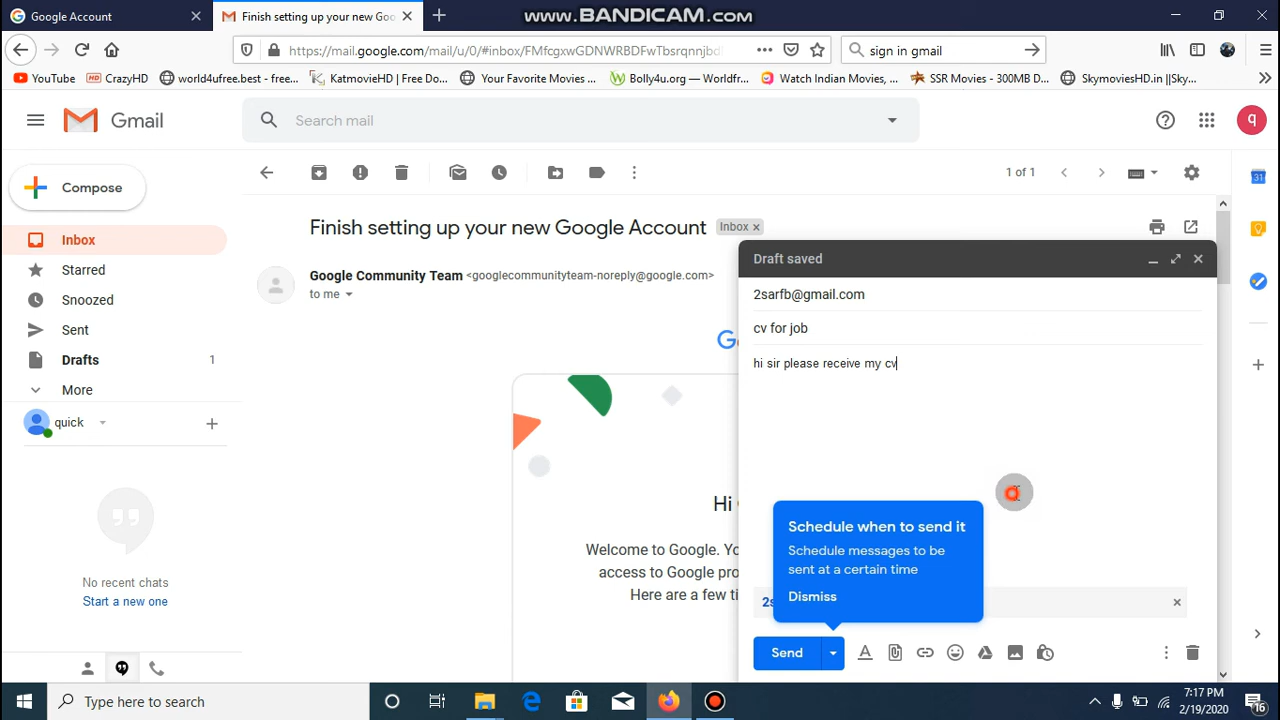 Google Account
Finish setting up your new Goo
www.BANDICAM.com
https://mail.google.com/mail/u/0/#inbox/FMfcgxwGDNWRBDFwTbsrqnnjbdl
sign in gmail
YouTube
HD CrazyHD
world4ufree.best - free...
KatmovieHD | Free Do...
Your Favorite Movies ...
Bolly4u.org — Worldfr...
Watch Indian Movies, ...
SSR Movies - 300MB D...
SkymoviesHD.in ||Sky...
Gmail
Search mail
q
Compose
1 of 1
31
Inbox
Starred
Snoozed
Sent
Drafts 1
More
quick
No recent chats
Start a new one
Finish setting up your new Google Account Inbox x
Google Community Team <googlecommunityteam-noreply@google.com>
to me
Hi
Welcome to Google.
access to Google
Here are a few
Draft saved
2sarfb@gmail.com
cv for job
hi sir please receive my cv
Schedule when to send it
Schedule messages to be
sent at a certain time
Dismiss
Send
Type here to search
7:17 PM
2/19/2020
16